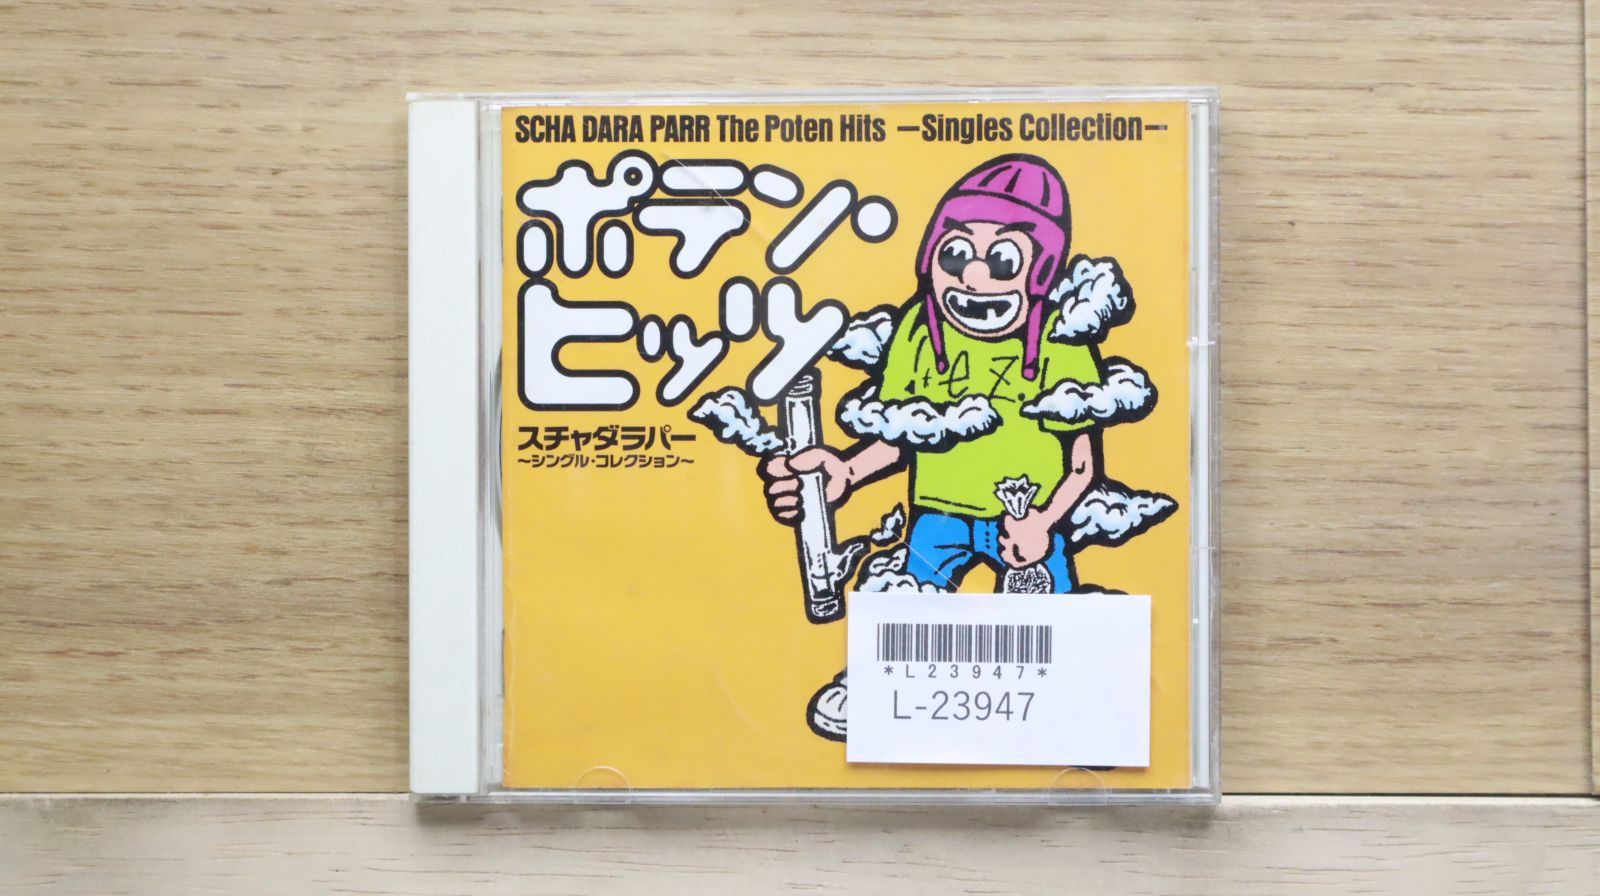 SCHA DARA PARR The Poten Hits －Singles Collection－
ポテン・
ヒッツ
スチャダラパー
～シングル・コレクション～
*L23947*
L-23947